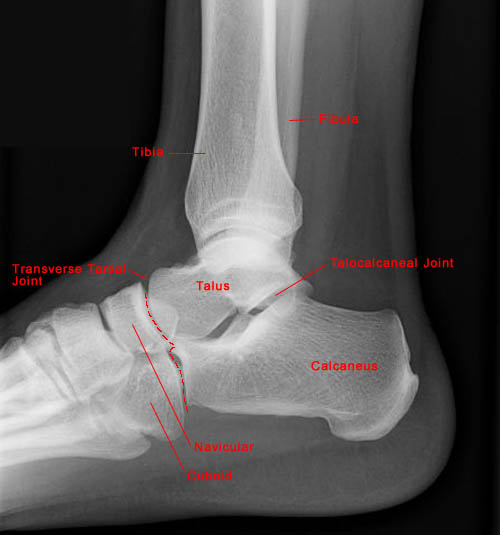 Fibula
Tibia
Transverse Tarsal
Joint
Talocalcaneal Joint
Talus
Calcaneus
Navicular
Cuboid